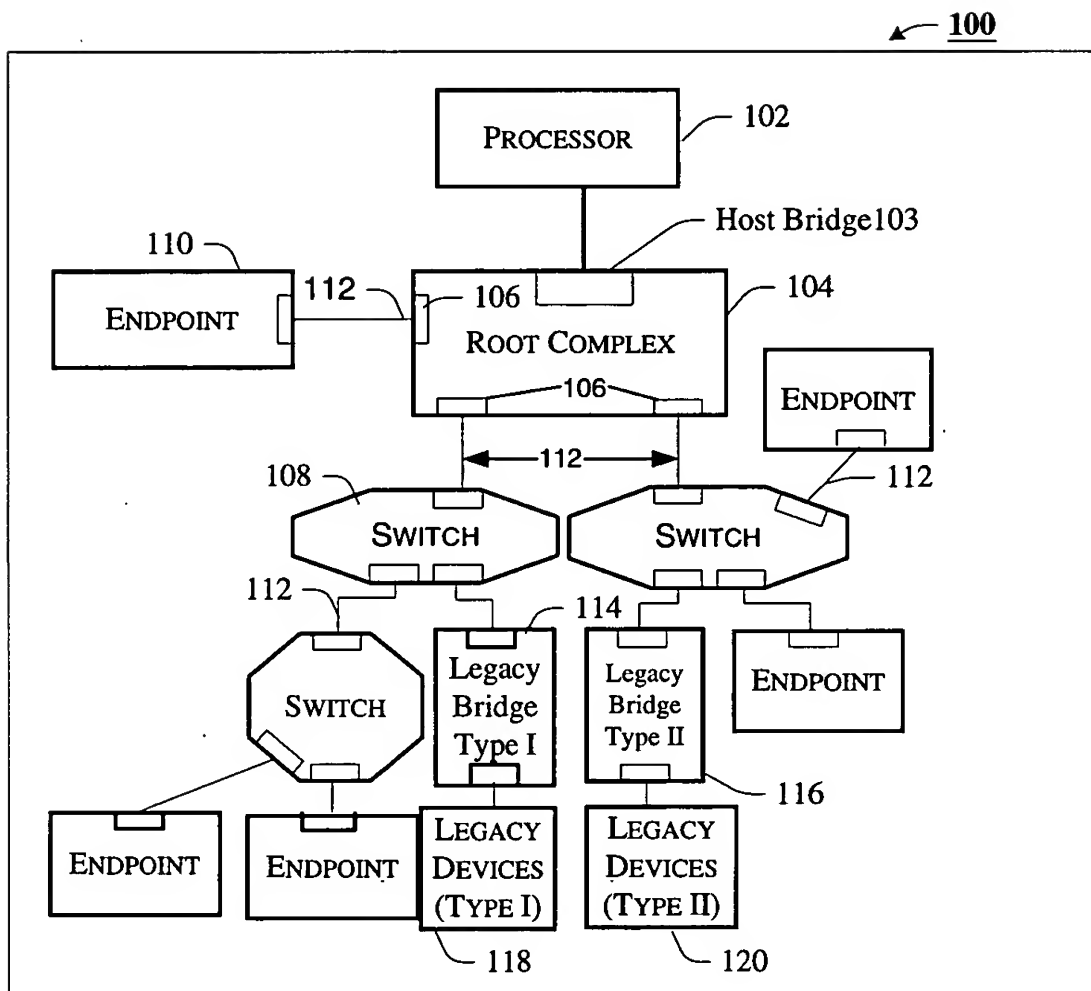 100
PROCESSOR
102
Host Bridge103
110
ENDPOINT
112
106
ROOT COMPLEX
104
106
ENDPOINT
112
112
108
SWITCH
SWITCH
112
114
SWITCH
Legacy
Bridge
Type I
Legacy
Bridge
Type II
ENDPOINT
116
ENDPOINT
ENDPOINT
LEGACY
DEVICES
(TYPE I)
LEGACY
DEVICES
(TYPE II)
118
120